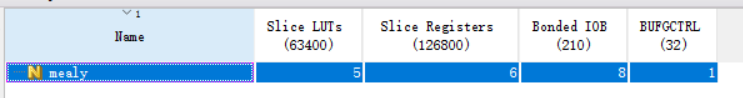 1
Name
Slice LUTs
(63400)
Slice Registers
(126800)
Bonded IOB
(210)
BUFGCTRL
(32)
N mealy 5 6 8 1